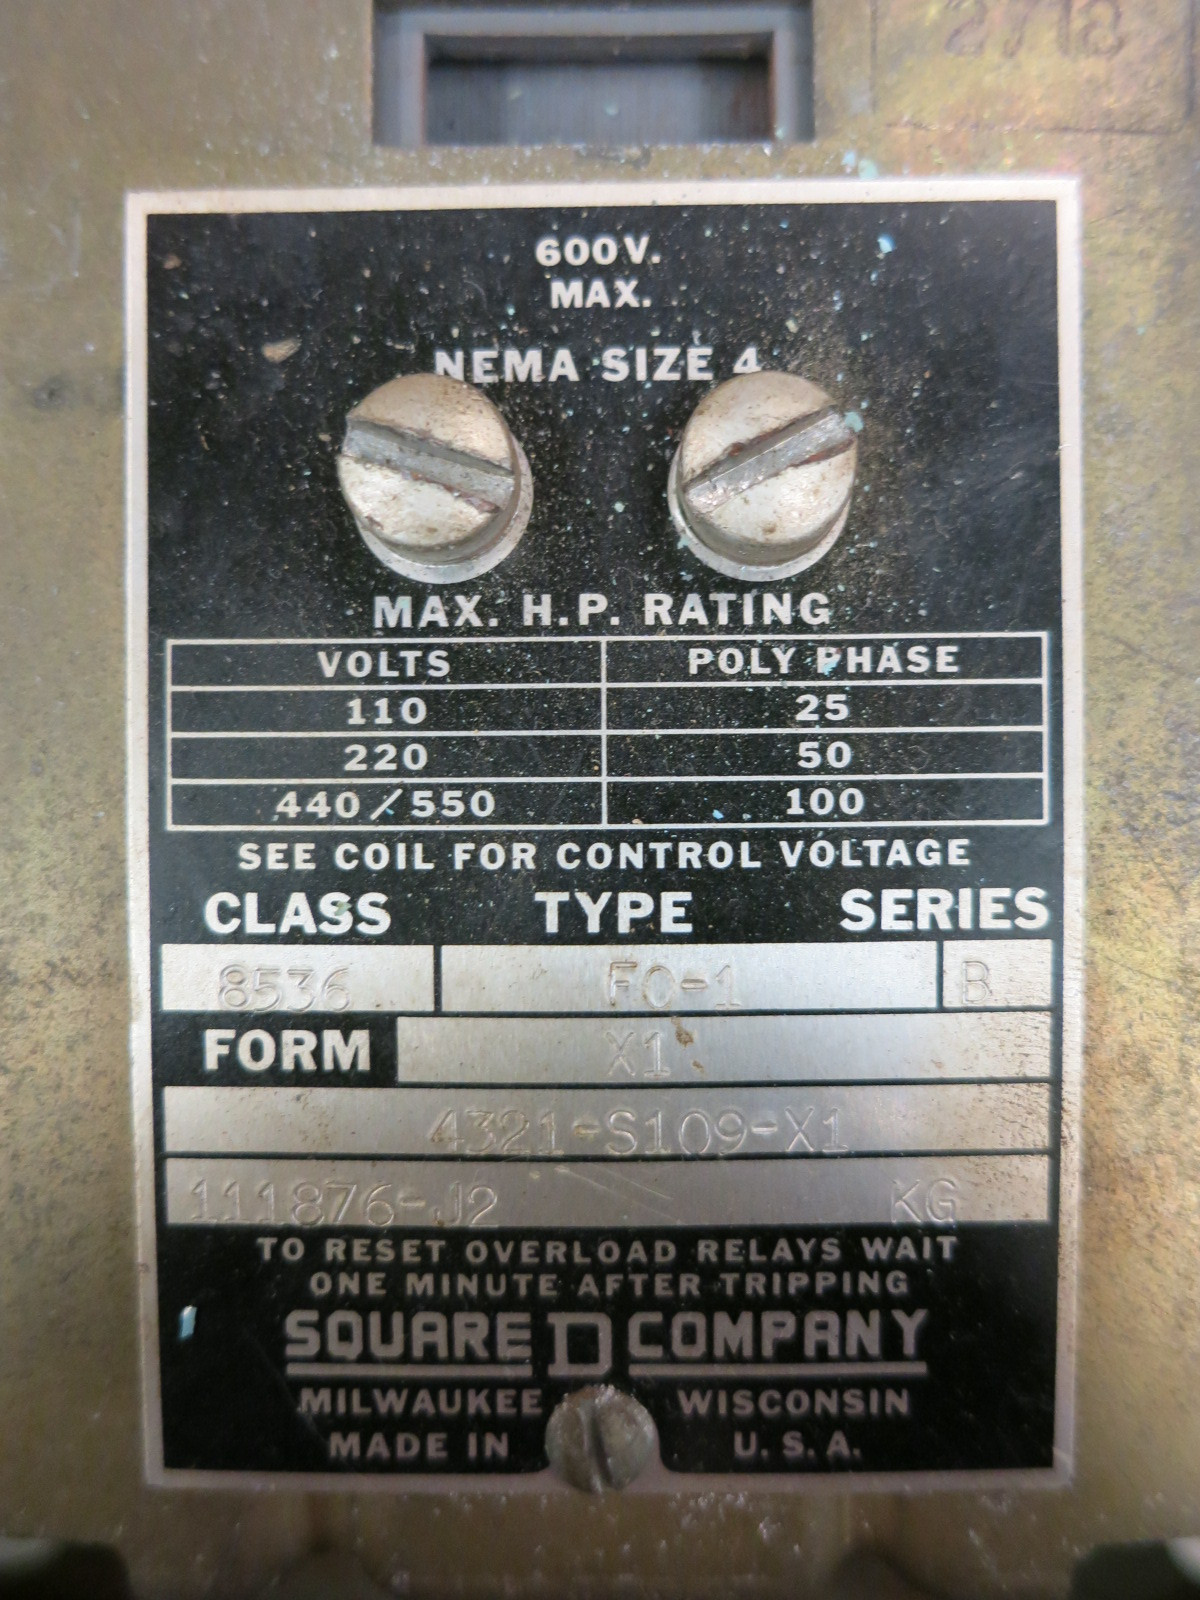 2713
600 V.
MAX.
NEMA SIZE 4
MAX. H.P. RATING
VOLTS POLY PHASE
110 25
220 50
440/550 100
SEE COIL FOR CONTROL VOLTAGE
CLASS TYPE SERIES
8536 FO-1 B
FORM X1
4321-S109-X1
111876-J2 KG
TO RESET OVERLOAD RELAYS WAIT
ONE MINUTE AFTER TRIPPING
SQUARE D COMPANY
MILWAUKEE WISCONSIN
MADE IN U. S. A.